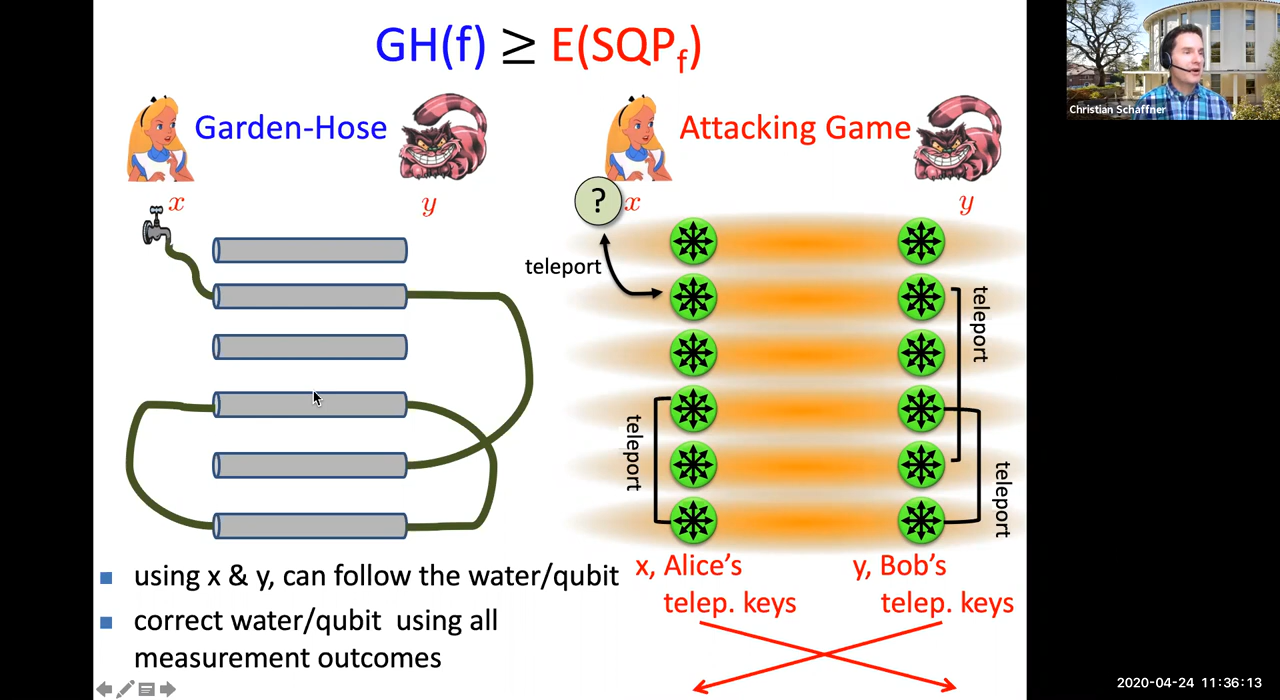 GH(f) ≥ E(SQP_f)
Garden-Hose
Attacking Game
Christian Schaffner
x
y
?
x
y
teleport
teleport
teleport
teleport
using x & y, can follow the water/qubit
correct water/qubit using all
measurement outcomes
x, Alice's
telep. keys
y, Bob's
telep. keys
2020-04-24 11:36:13